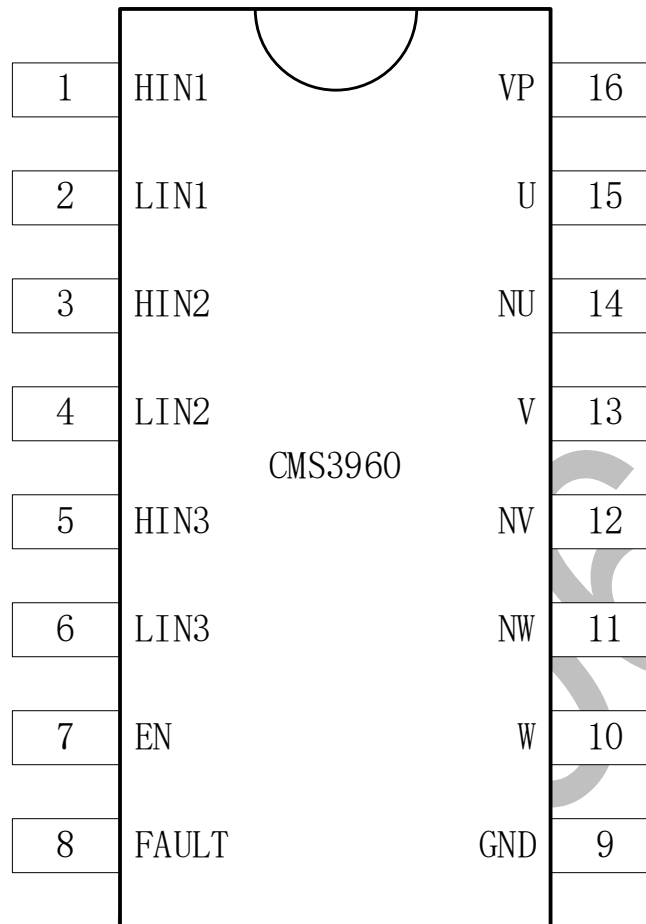 1 HIN1 VP 16
2 LIN1 U 15
3 HIN2 NU 14
4 LIN2 V 13
CMS3960
5 HIN3 NV 12
6 LIN3 NW 11
7 EN W 10
8 FAULT GND 9